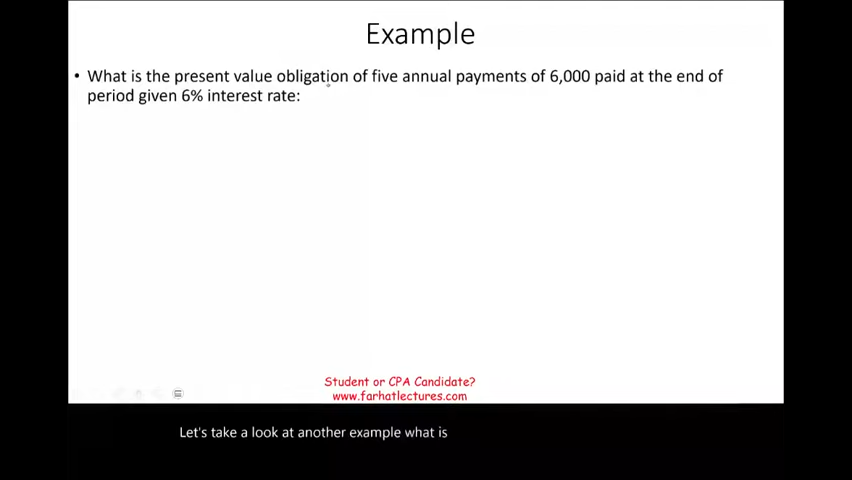 Example
• What is the present value obligation of five annual payments of 6,000 paid at the end of
period given 6% interest rate:
Student or CPA Candidate?
www.farhatlectures.com
Let's take a look at another example what is